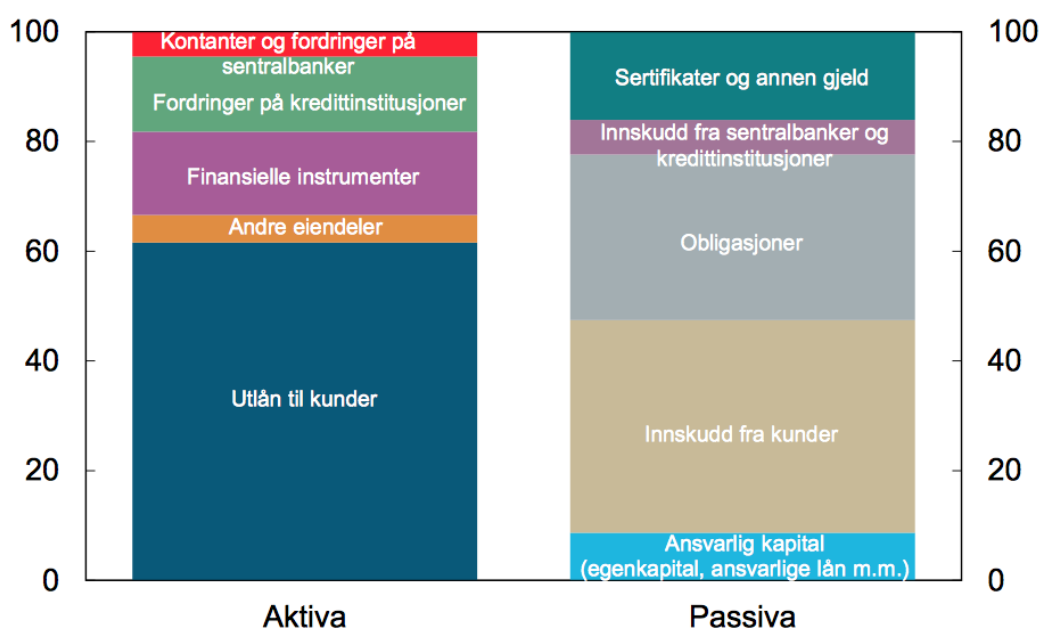 100
80
60
40
20
0
Kontanter og fordringer på
sentralbanker
Fordringer på kredittinstitusjoner
Finansielle instrumenter
Andre eiendeler
Utlån til kunder
Aktiva
Sertifikater og annen gjeld
Innskudd fra sentralbanker og
kredittinstitusjoner
Obligasjoner
Innskudd fra kunder
Ansvarlig kapital
(egenkapital, ansvarlige lån m.m.)
Passiva
100
80
60
40
20
0